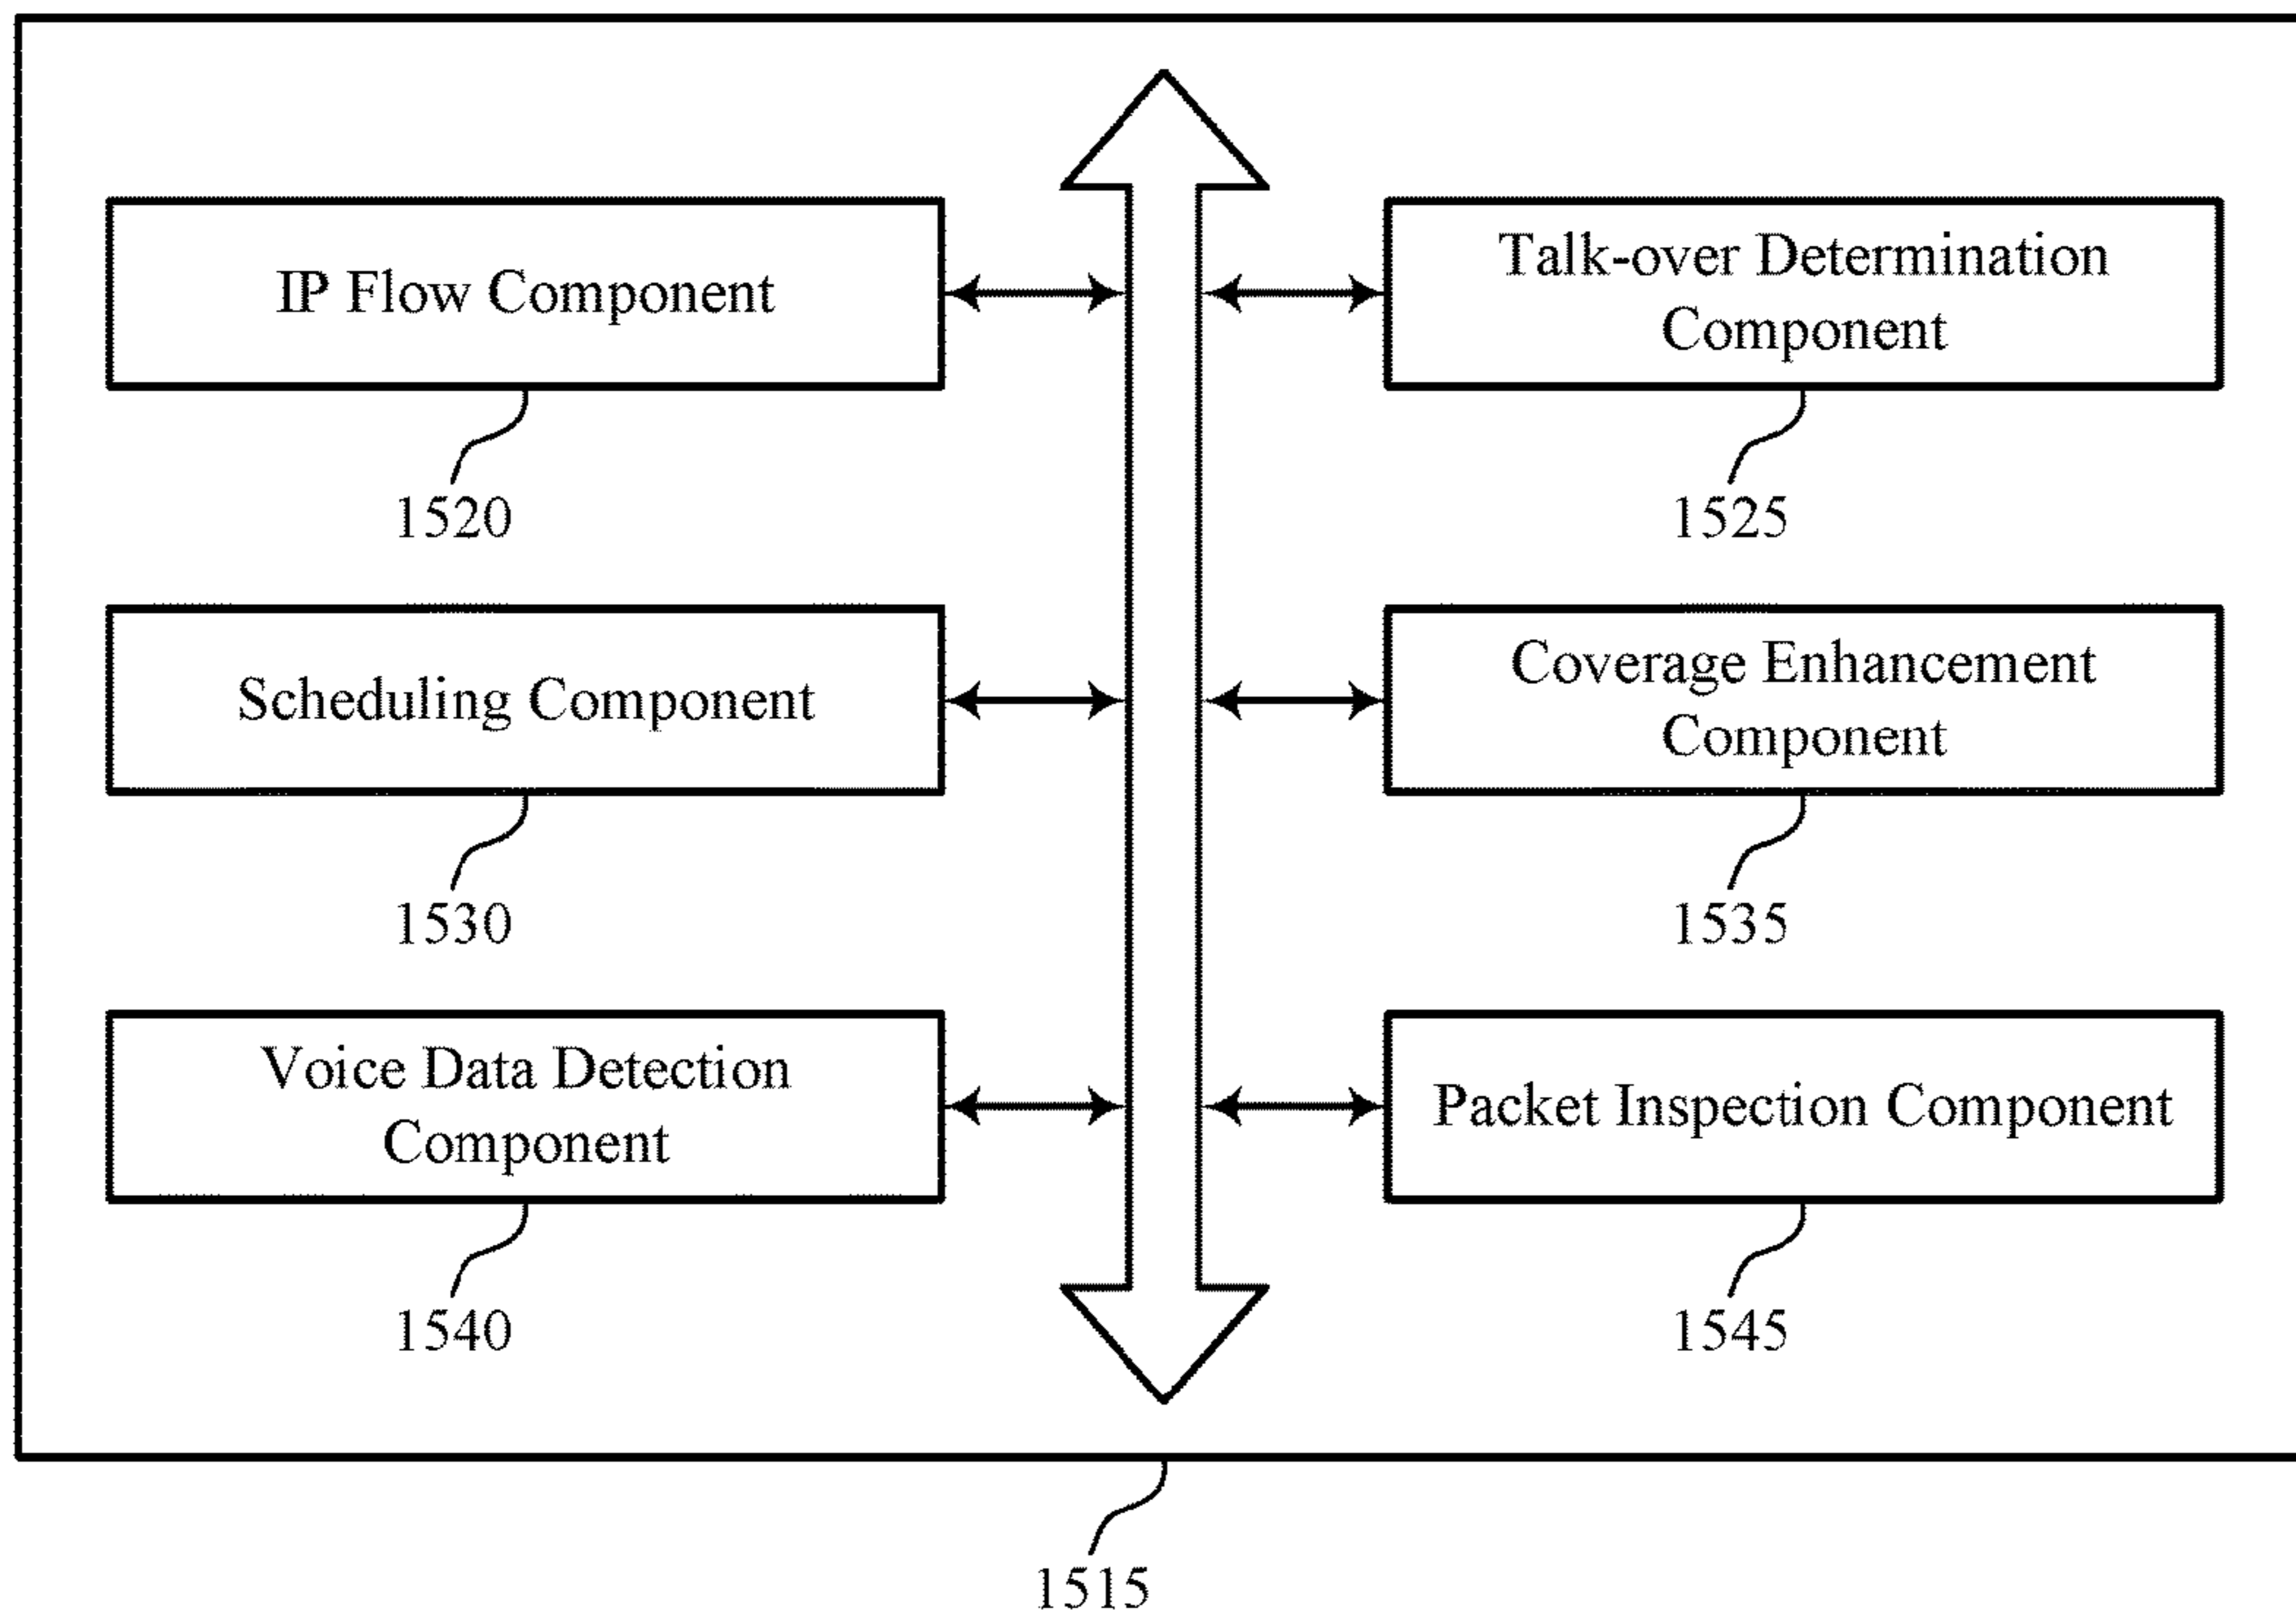 IP Flow Component
1520
Talk-over Determination
Component
1525
Scheduling Component
1530
Coverage Enhancement
Component
1535
Voice Data Detection
Component
1540
Packet Inspection Component
1545
1515